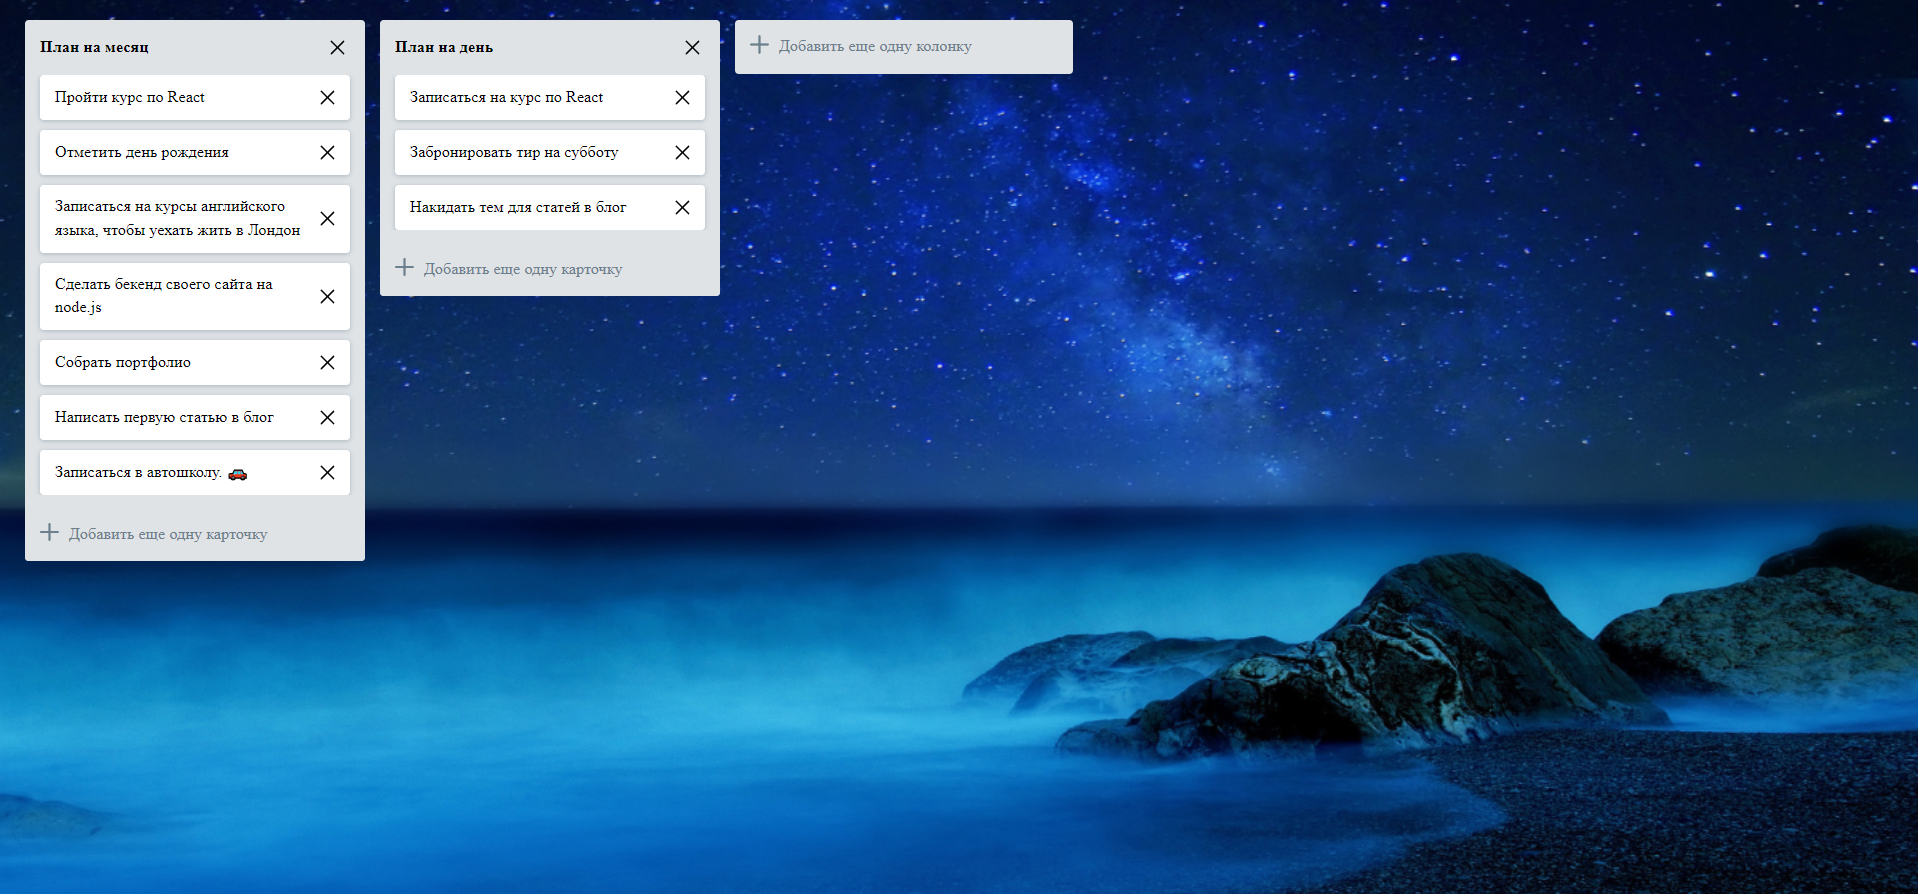 План на месяц
Пройти курс по React
Отметить день рождения
Записаться на курсы английского
языка, чтобы уехать жить в Лондон
Сделать бекенд своего сайта на
node.js
Собрать портфолио
Написать первую статью в блог
Записаться в автошколу. 🚗
Добавить еще одну карточку
План на день
Записаться на курс по React
Забронировать тир на субботу
Накидать тем для статей в блог
Добавить еще одну карточку
Добавить еще одну колонку